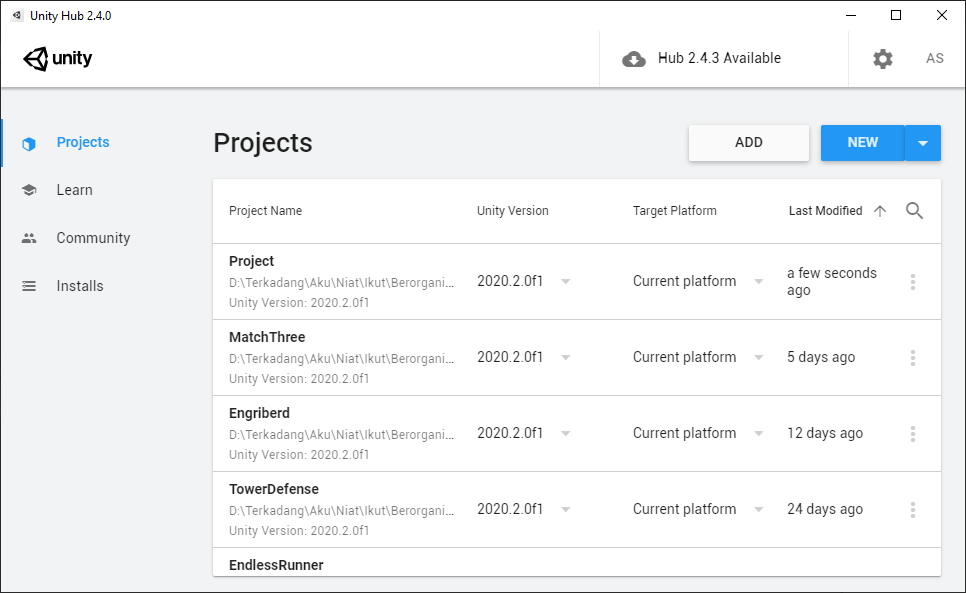 Unity Hub 2.4.0
unity
Hub 2.4.3 Available
AS
Projects
Learn
Community
Installs
Projects
ADD
NEW
Project Name
Unity Version
Target Platform
Last Modified
Project
D:\Terkadang\Aku\Niat\Ikut\Berorgani...
Unity Version: 2020.2.0f1
2020.2.0f1
Current platform
a few seconds
ago
MatchThree
D:\Terkadang\Aku\Niat\Ikut\Berorgani...
Unity Version: 2020.2.0f1
2020.2.0f1
Current platform
5 days ago
Engriberd
D:\Terkadang\Aku\Niat\Ikut\Berorgani...
Unity Version: 2020.2.0f1
2020.2.0f1
Current platform
12 days ago
TowerDefense
D:\Terkadang\Aku\Niat\Ikut\Berorgani...
Unity Version: 2020.2.0f1
2020.2.0f1
Current platform
24 days ago
EndlessRunner